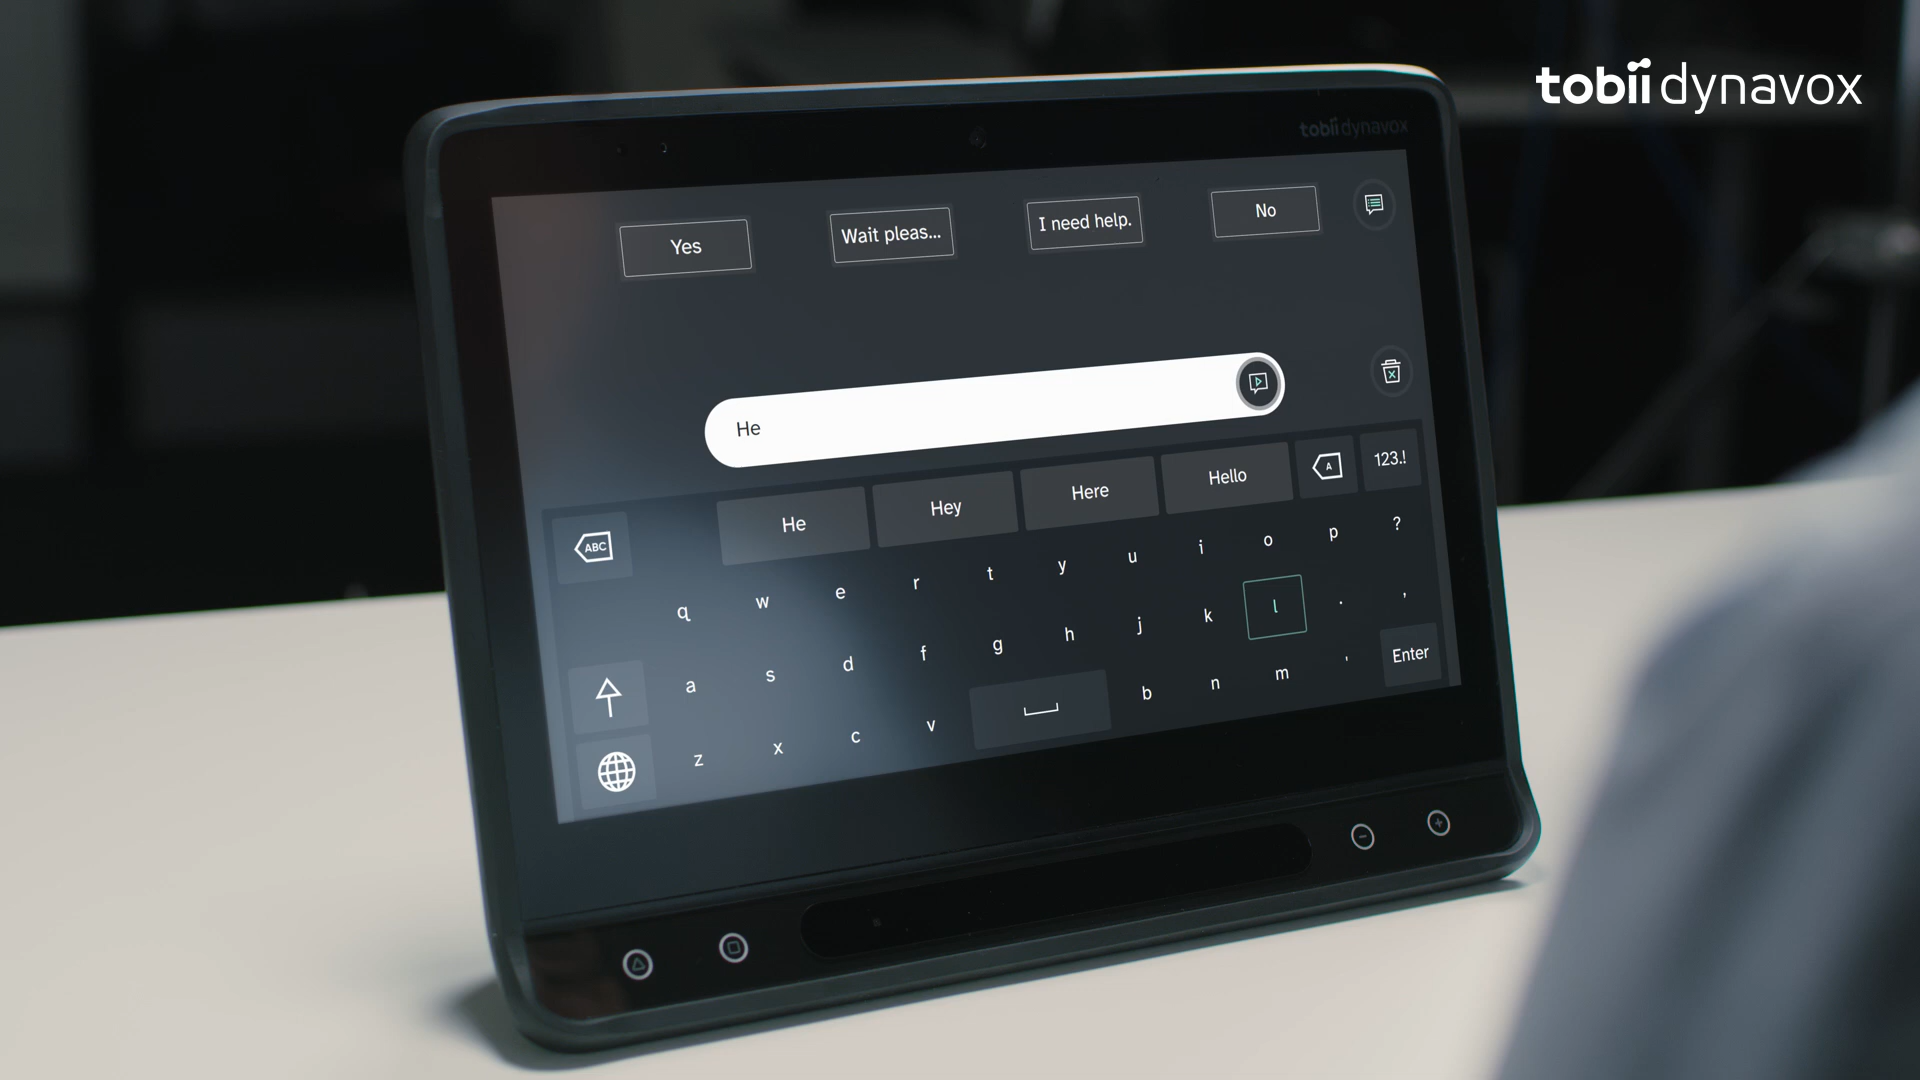 tobii dynavox
tobii dynavox
Yes
Wait pleas...
I need help.
No
He
ABC
He
Hey
Here
Hello
A
123.!
q w e r t y u i o p ?
a s d f g h j k l . ,
z x c v b n m ' Enter